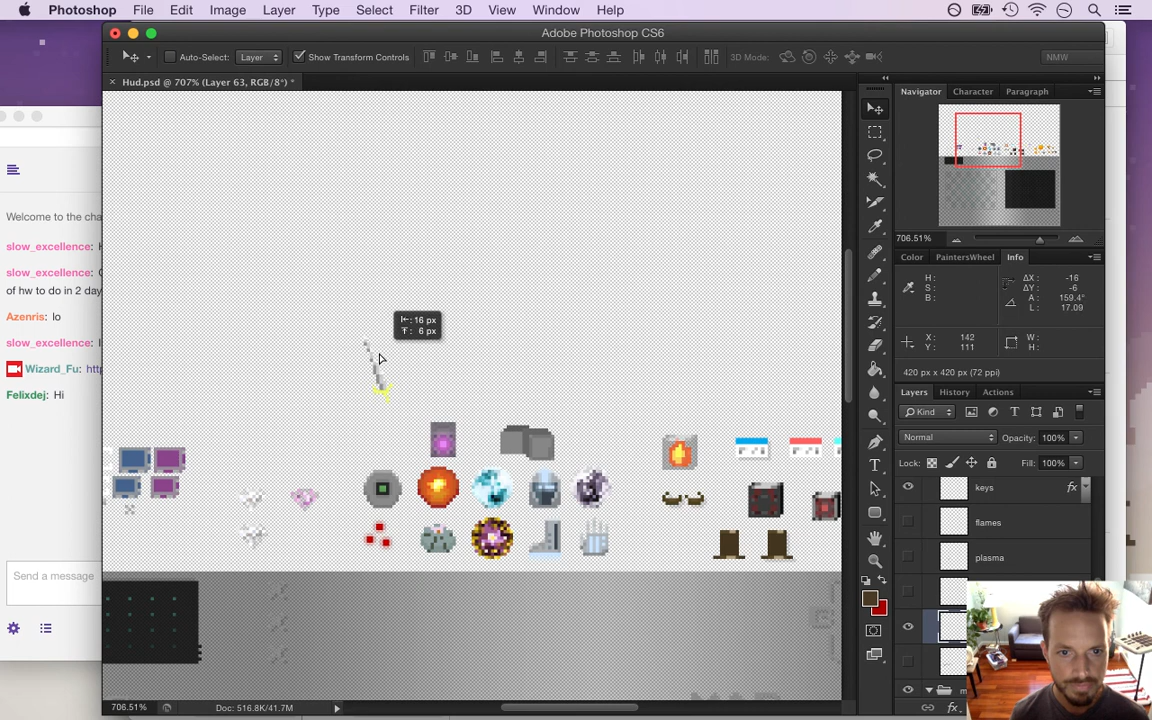 Photoshop File Edit Image Layer Type Select Filter 3D View Window Help
Adobe Photoshop CS6
Auto-Select: Layer Show Transform Controls 3D Mode: NMW
Hud.psd @ 707% (Layer 63, RGB/8*) *
Navigator Character Paragraph
Welcome to the cha
slow_excellence:
slow_excellence:
of hw to do in 2 day
Azenris: lo
slow_excellence:
Wizard_Fu: http
Felixdej: Hi
Send a message
16 px
6 px
706.51%
Color PaintersWheel Info
H:
S:
B:
ΔX: -16
ΔY: -6
A: 159.4°
L: 17.09
X: 142
Y: 111
W:
H:
420 px x 420 px (72 ppi)
Layers History Actions
Kind
Normal Opacity: 100%
Lock: Fill: 100%
keys fx
flames
plasma
m
fx
706.51% Doc: 516.8K/41.7M